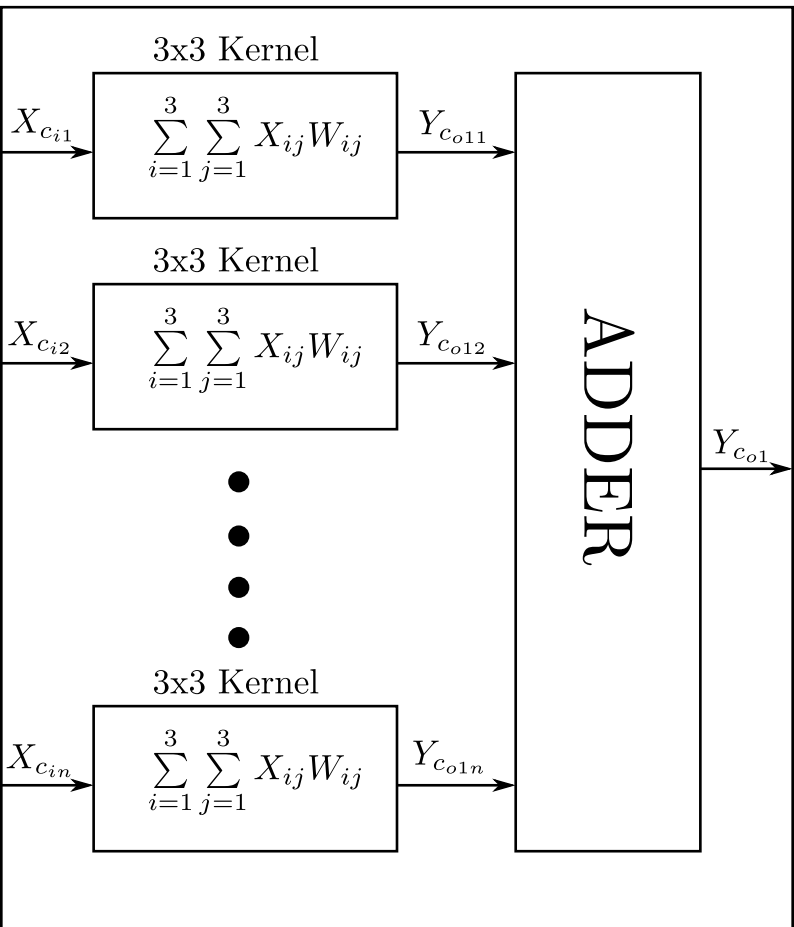 3x3 Kernel
X_{c_{i1}}
\sum_{i=1}^{3} \sum_{j=1}^{3} X_{ij} W_{ij}
Y_{c_{o11}}
3x3 Kernel
X_{c_{i2}}
\sum_{i=1}^{3} \sum_{j=1}^{3} X_{ij} W_{ij}
Y_{c_{o12}}
ADDER
Y_{c_{o1}}
3x3 Kernel
X_{c_{in}}
\sum_{i=1}^{3} \sum_{j=1}^{3} X_{ij} W_{ij}
Y_{c_{o1n}}